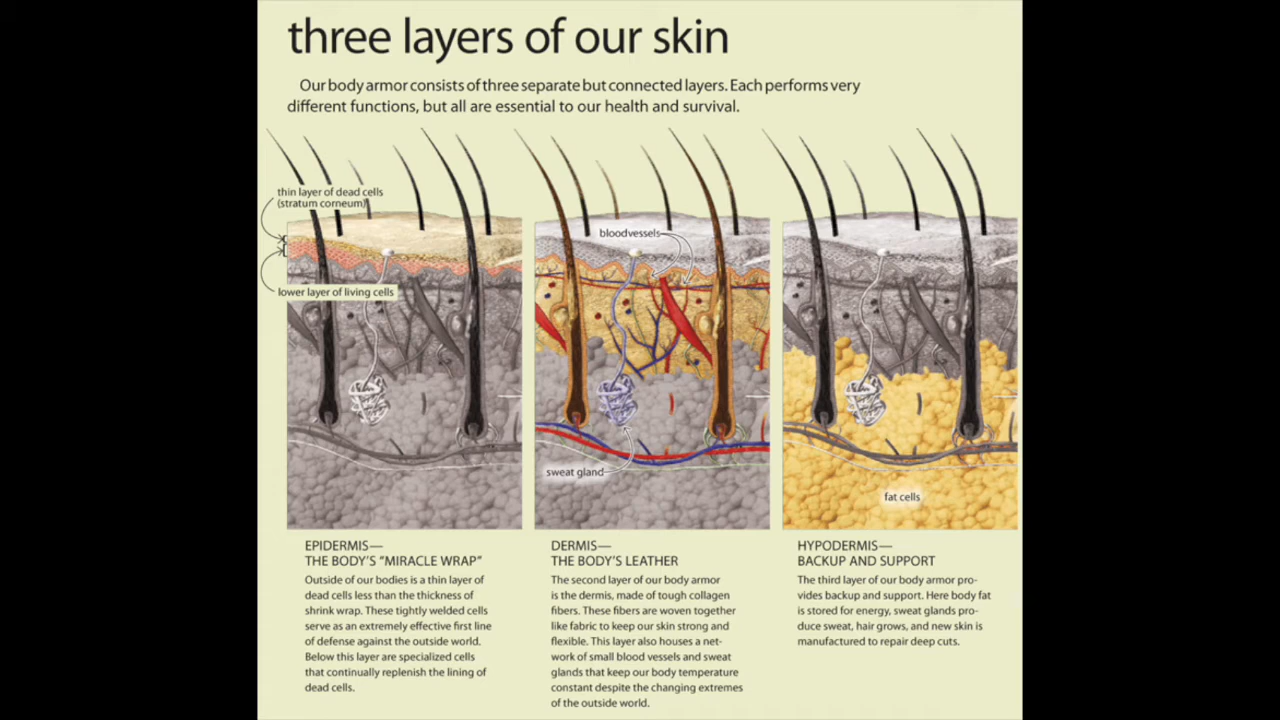 three layers of our skin
Our body armor consists of three separate but connected layers. Each performs very
different functions, but all are essential to our health and survival.
thin layer of dead cells
(stratum corneum)
lower layer of living cells
bloodvessels
sweat gland
fat cells
EPIDERMIS—
THE BODY'S “MIRACLE WRAP”
Outside of our bodies is a thin layer of
dead cells less than the thickness of
shrink wrap. These tightly welded cells
serve as an extremely effective first line
of defense against the outside world.
Below this layer are specialized cells
that continually replenish the lining of
dead cells.
DERMIS—
THE BODY'S LEATHER
The second layer of our body armor
is the dermis, made of tough collagen
fibers. These fibers are woven together
like fabric to keep our skin strong and
flexible. This layer also houses a net-
work of small blood vessels and sweat
glands that keep our body temperature
constant despite the changing extremes
of the outside world.
HYPODERMIS—
BACKUP AND SUPPORT
The third layer of our body armor pro-
vides backup and support. Here body fat
is stored for energy, sweat glands pro-
duce sweat, hair grows, and new skin is
manufactured to repair deep cuts.